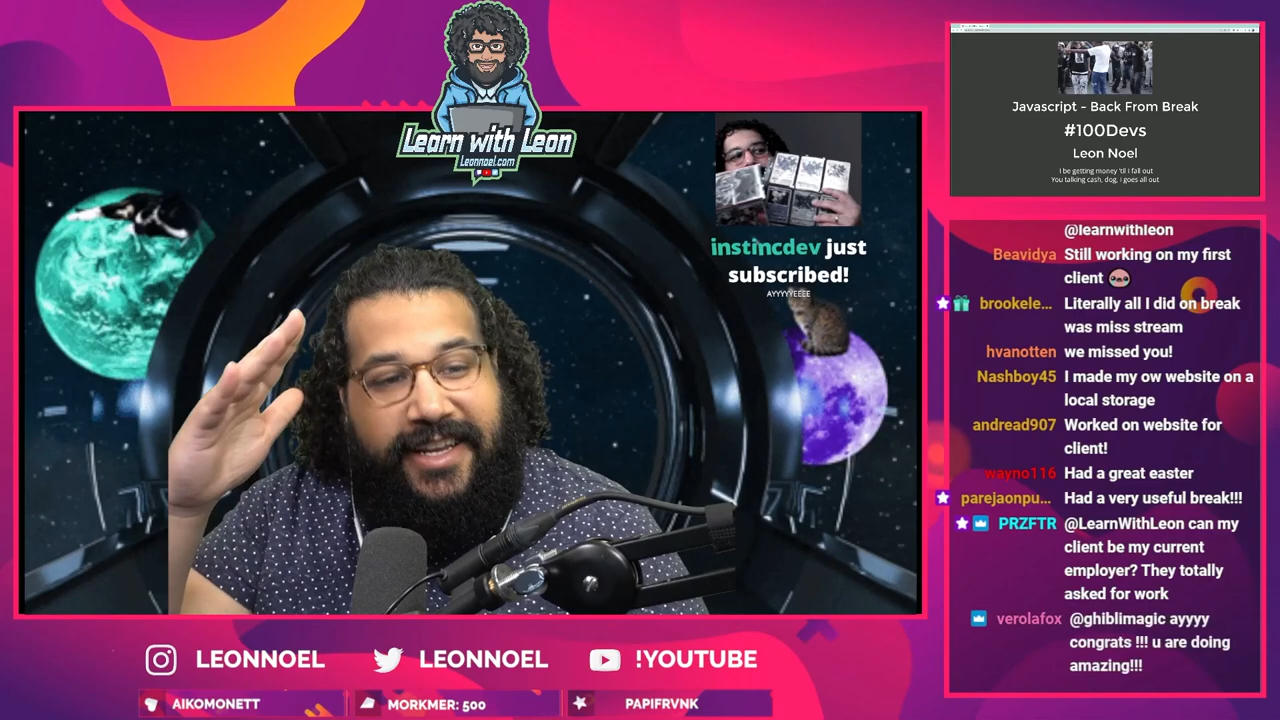 Learn with Leon
Leonnoel.com
instincdev just
subscribed!
AYYYYEEEE
Javascript - Back From Break
#100Devs
Leon Noel
I be getting money 'til I fall out
You talking cash, dog, I goes all out
@learnwithleon
Beavidya Still working on my first
client
brookele... Literally all I did on break
was miss stream
hvanotten we missed you!
Nashboy45 I made my ow website on a
local storage
andread907 Worked on website for
client!
wayno116 Had a great easter
parejaonpu... Had a very useful break!!!
PRZFTR @LearnWithLeon can my
client be my current
employer? They totally
asked for work
verolafox @ghiblimagic ayyyy
congrats !!! u are doing
amazing!!!
LEONNOEL LEONNOEL !YOUTUBE
AIKOMONETT MORKMER: 500 PAPIFRVNK